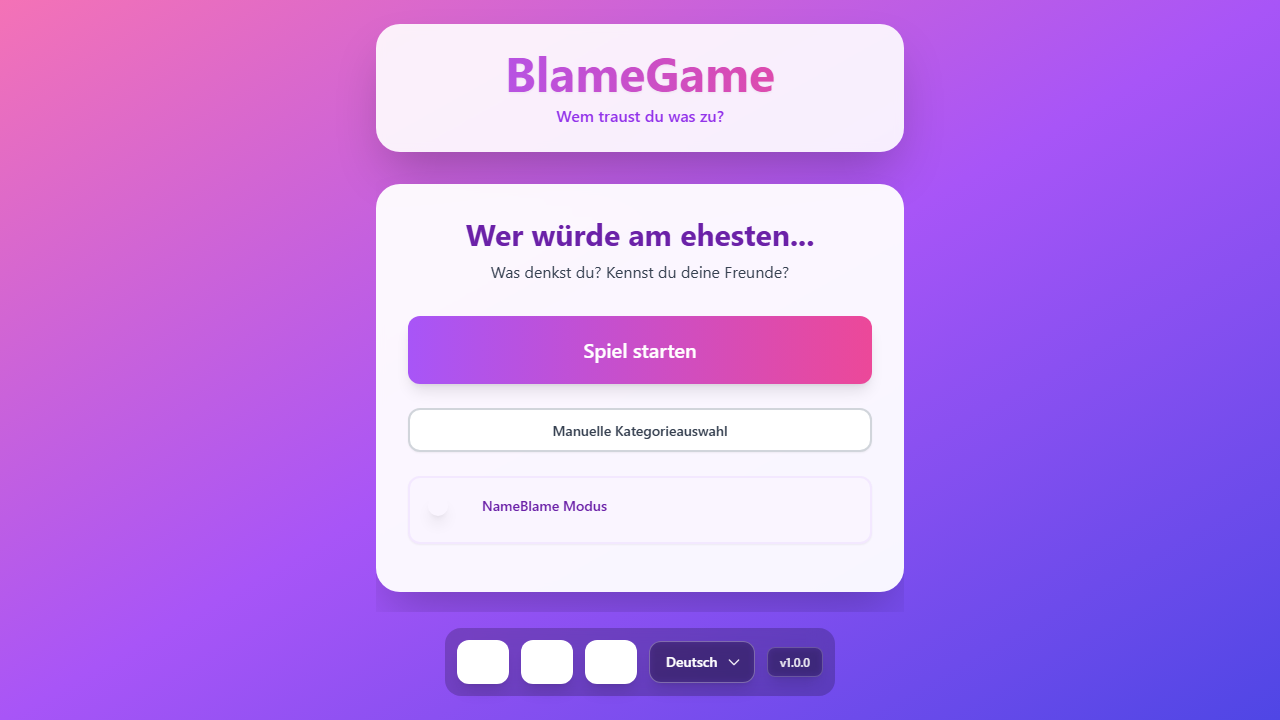 BlameGame
Wem traust du was zu?
Wer würde am ehesten...
Was denkst du? Kennst du deine Freunde?
Spiel starten
Manuelle Kategorieauswahl
NameBlame Modus
Deutsch
v1.0.0